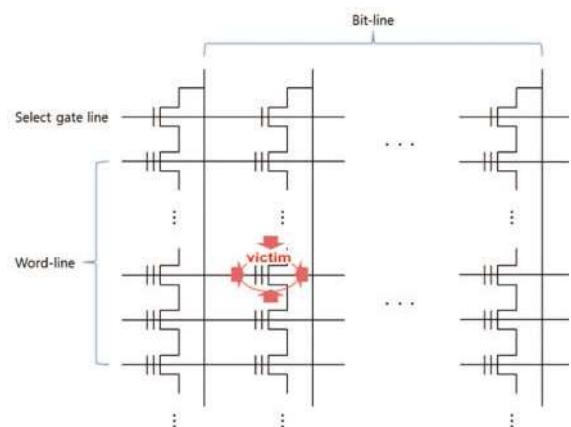 Bit-line
Select gate line
. . .
victim
Word-line
. . .